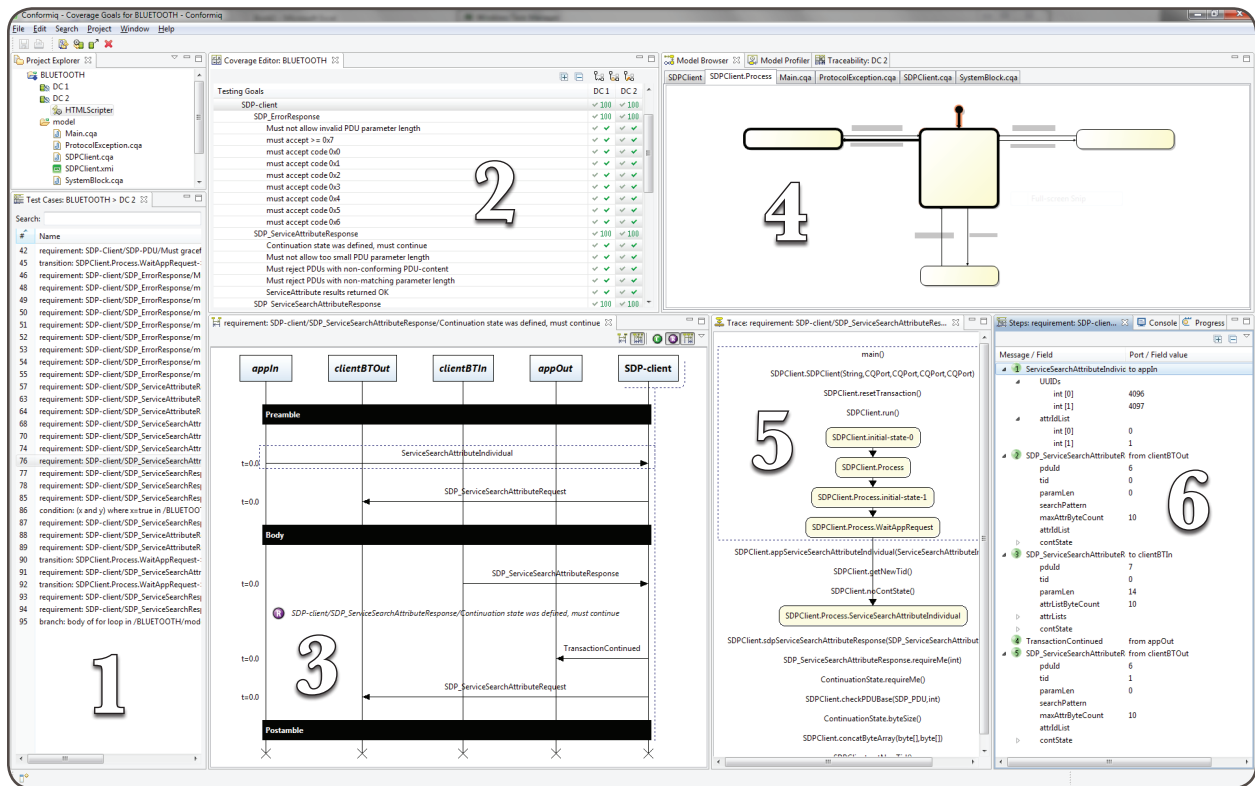 Conformiq - Coverage Goals for BLUETOOTH - Conformiq
File Edit Search Project Window Help
Project Explorer
BLUETOOTH
DC 1
DC 2
HTMLScripter
model
Main.cqa
ProtocolException.cqa
SDPClient.cqa
SDPClient.xmi
SystemBlock.cqa
Coverage Editor: BLUETOOTH
Testing Goals DC 1 DC 2
SDP-client 100 100
SDP_ErrorResponse 100 100
Must not allow invalid PDU parameter length
must accept >= 0x7
must accept code 0x0
must accept code 0x1
must accept code 0x2
must accept code 0x3
must accept code 0x4
must accept code 0x5
must accept code 0x6
SDP_ServiceAttributeResponse 100 100
Continuation state was defined, must continue
Must not allow too small PDU parameter length
Must reject PDUs with non-conforming PDU-content
Must reject PDUs with non-matching parameter length
ServiceAttribute results returned OK
SDP_ServiceSearchAttributeResponse 100 100
2
Model Browser Model Profiler Traceability: DC 2
SDPClient SDPClient.Process Main.cqa ProtocolException.cqa SDPClient.cqa SystemBlock.cqa
4
Test Cases: BLUETOOTH > DC 2
Search:
# Name
42 requirement: SDP-Client/SDP-PDU/Must gracef
45 transition: SDPClient.Process.WaitAppRequest-
46 requirement: SDP-client/SDP_ErrorResponse/M
48 requirement: SDP-client/SDP_ErrorResponse/m
49 requirement: SDP-client/SDP_ErrorResponse/m
50 requirement: SDP-client/SDP_ErrorResponse/m
51 requirement: SDP-client/SDP_ErrorResponse/m
52 requirement: SDP-client/SDP_ErrorResponse/m
53 requirement: SDP-client/SDP_ErrorResponse/m
54 requirement: SDP-client/SDP_ErrorResponse/m
55 requirement: SDP-client/SDP_ErrorResponse/m
57 requirement: SDP-client/SDP_ServiceAttributeR
63 requirement: SDP-client/SDP_ServiceAttributeR
64 requirement: SDP-client/SDP_ServiceAttributeR
68 requirement: SDP-client/SDP_ServiceSearchAttr
70 requirement: SDP-client/SDP_ServiceSearchAttr
74 requirement: SDP-client/SDP_ServiceSearchAttr
76 requirement: SDP-client/SDP_ServiceSearchAttr
77 requirement: SDP-client/SDP_ServiceSearchResp
78 requirement: SDP-client/SDP_ServiceSearchResp
85 requirement: SDP-client/SDP_ServiceSearchResp
86 condition: (x and y) where x=true in /BLUETOO
87 requirement: SDP-client/SDP_ServiceSearchResp
88 requirement: SDP-client/SDP_ServiceAttributeR
89 requirement: SDP-client/SDP_ServiceAttributeR
90 transition: SDPClient.Process.WaitAppRequest-
91 requirement: SDP-client/SDP_ServiceSearchAttr
92 transition: SDPClient.Process.WaitAppRequest-
93 requirement: SDP-client/SDP_ServiceSearchResp
94 requirement: SDP-client/SDP_ServiceSearchResp
95 branch: body of for loop in /BLUETOOTH/mod
1
requirement: SDP-client/SDP_ServiceSearchAttributeResponse/Continuation state was defined, must continue
appIn clientBTOut clientBTIn appOut SDP-client
Preamble
ServiceSearchAttributeIndividual
t=0.0
SDP_ServiceSearchAttributeRequest
t=0.0
Body
SDP_ServiceSearchAttributeResponse
t=0.0
R SDP-client/SDP_ServiceSearchAttributeResponse/Continuation state was defined, must continue
TransactionContinued
t=0.0
SDP_ServiceSearchAttributeRequest
t=0.0
Postamble
3
Trace: requirement: SDP-client/SDP_ServiceSearchAttributeRes...
main()
SDPClient.SDPClient(String,CQPort,CQPort,CQPort,CQPort)
SDPClient.resetTransaction()
SDPClient.run()
SDPClient.initial-state-0
SDPClient.Process
SDPClient.Process.initial-state-1
SDPClient.Process.WaitAppRequest
SDPClient.appServiceSearchAttributeIndividual(ServiceSearchAttributeIn
SDPClient.getNewTid()
SDPClient.noContState()
SDPClient.Process.ServiceSearchAttributeIndividual
SDPClient.sdpServiceSearchAttributeResponse(SDP_ServiceSearchAttribut
SDP_ServiceSearchAttributeResponse.requireMe(int)
ContinuationState.requireMe()
SDPClient.checkPDUBase(SDP_PDU,int)
ContinuationState.byteSize()
SDPClient.concatByteArray(byte[],byte[])
5
Steps: requirement: SDP-clien... Console Progress
Message / Field Port / Field value
1 ServiceSearchAttributeIndivic to appIn
UUIDs
int [0] 4096
int [1] 4097
attrIdList
int [0] 0
int [1] 1
2 SDP_ServiceSearchAttributeR from clientBTOut
pduId 6
tid 0
paramLen 0
searchPattern
maxAttrByteCount 10
attrIdList
contState
3 SDP_ServiceSearchAttributeR to clientBTIn
pduId 7
tid 0
paramLen 14
attrListByteCount 10
attrLists
contState
4 TransactionContinued from appOut
5 SDP_ServiceSearchAttributeR from clientBTOut
pduId 6
tid 1
paramLen 0
searchPattern
maxAttrByteCount 10
attrIdList
contState
6